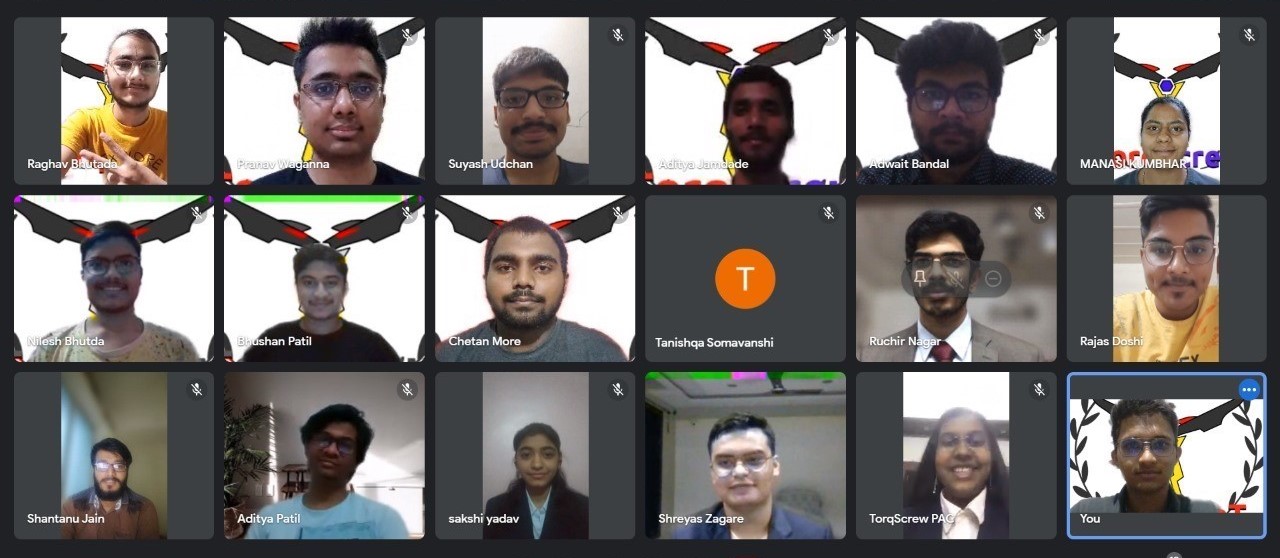 Raghav Bhutada
Pranav Waganna
Suyash Udchan
Aditya Jamdade
Adwait Bandal
MANASI KUMBHAR
Nilesh Bhutda
Bhushan Patil
Chetan More
T
Tanishqa Somavanshi
Ruchir Nagar
Rajas Doshi
Shantanu Jain
Aditya Patil
sakshi yadav
Shreyas Zagare
TorqScrew PAC
You